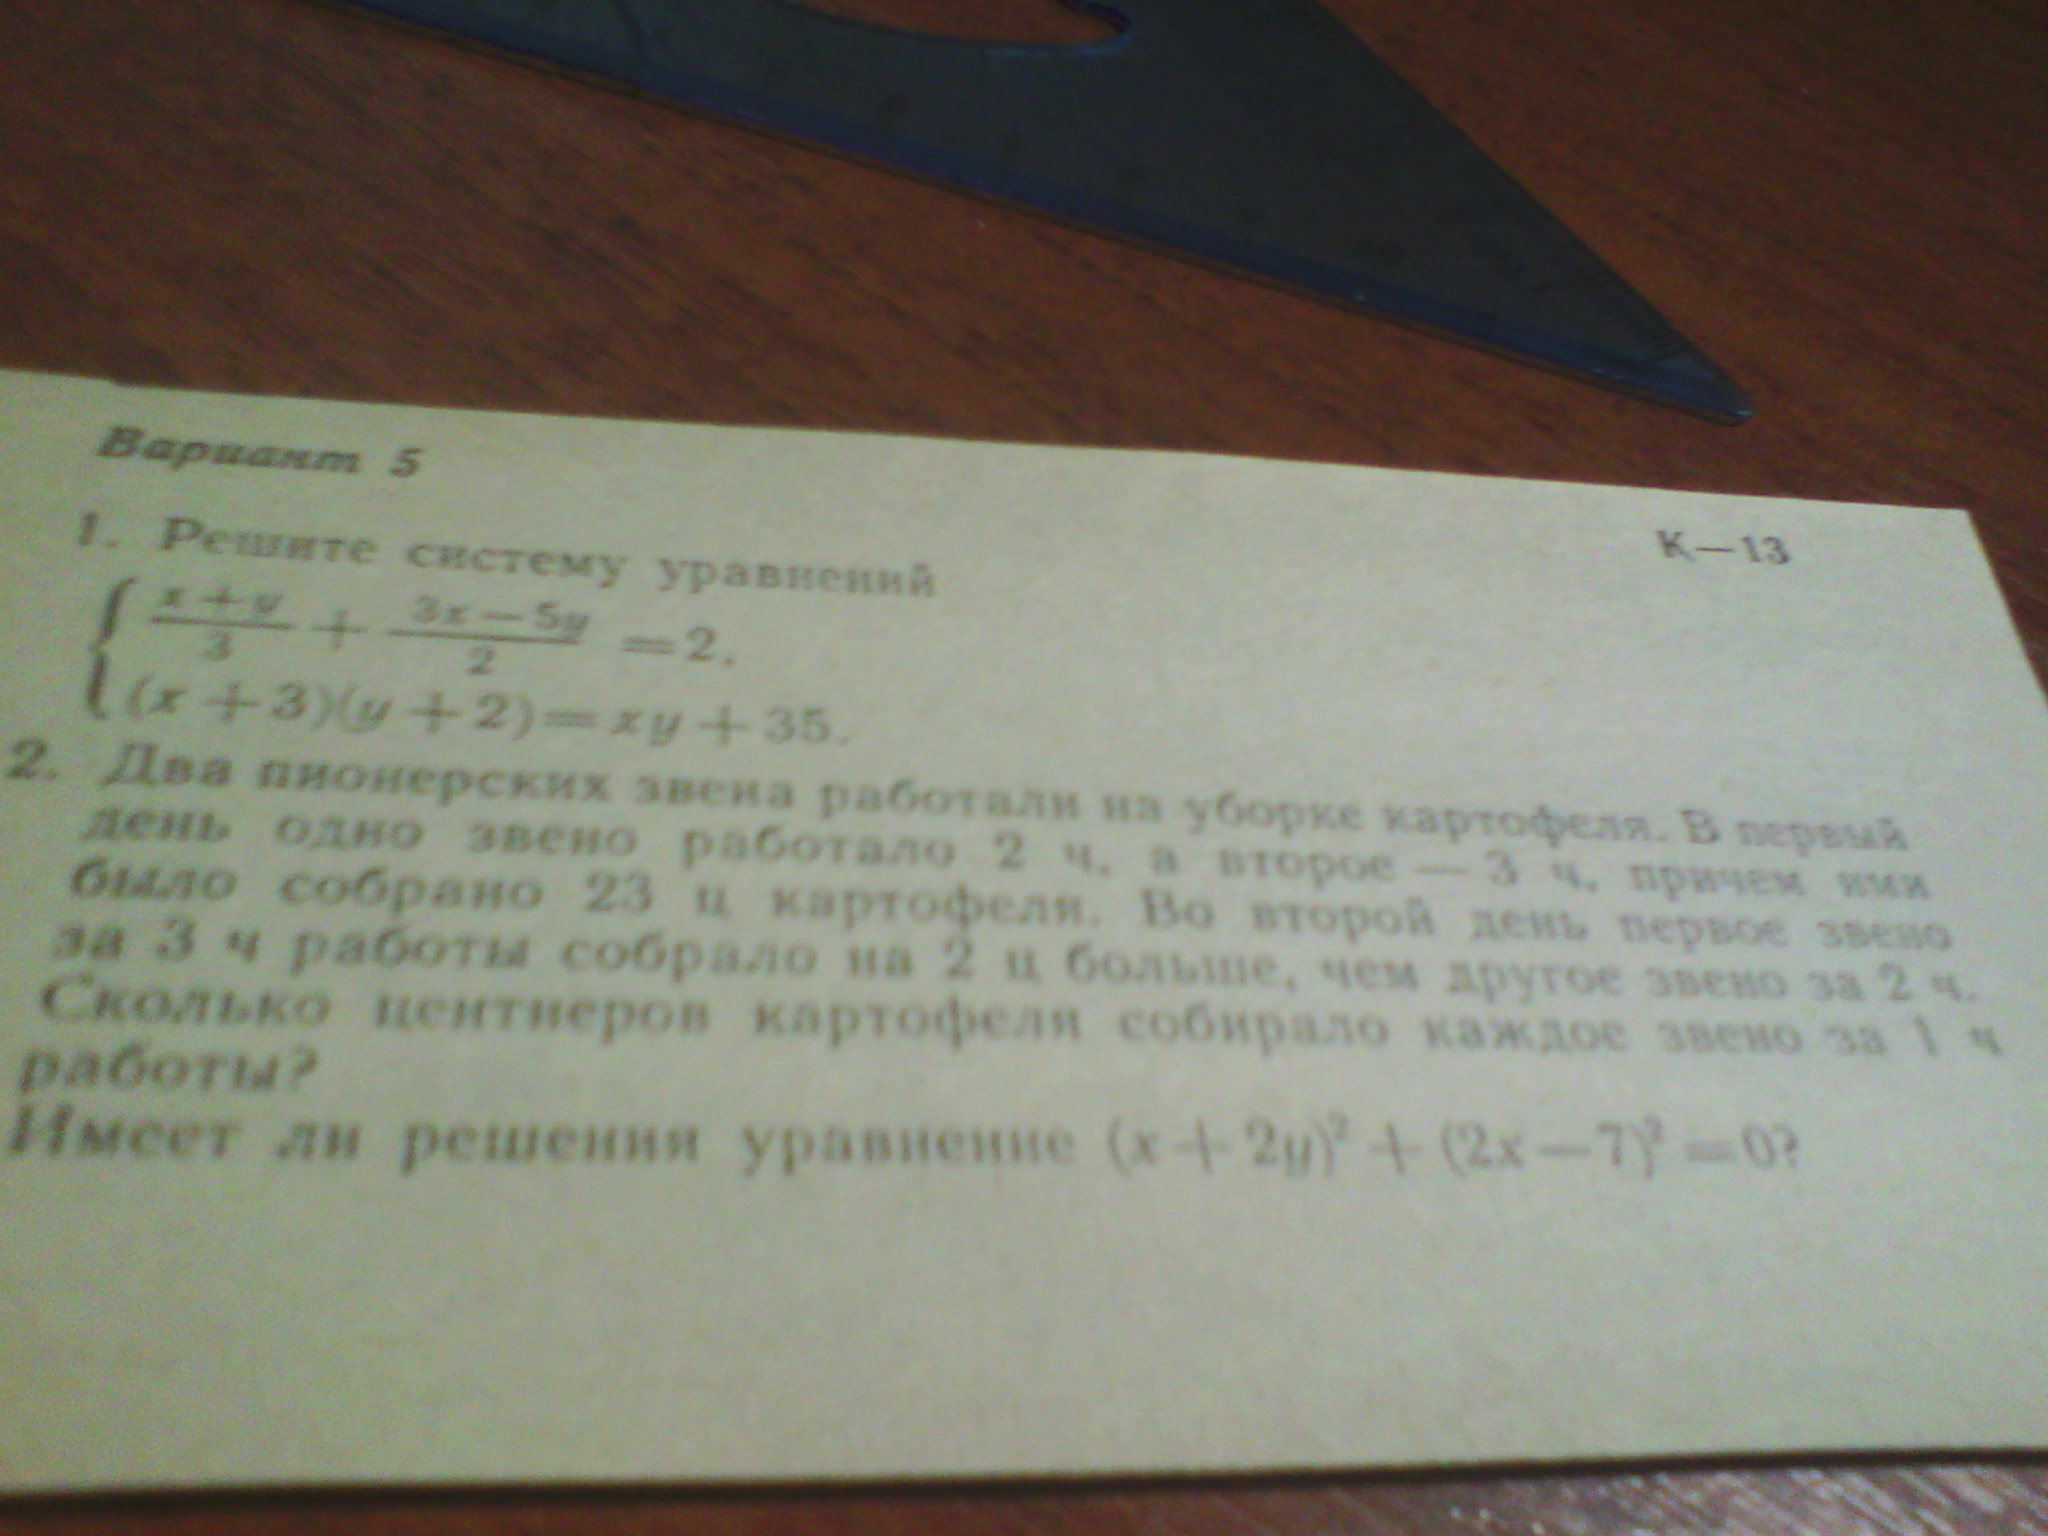 Вариант 5
К—13
1. Решите систему уравнений
x + y / 3 + 3x — 5y / 2 = 2,
(x + 3)(y + 2) = xy + 35.
2. Два пионерских звена работали на уборке картофеля. В первый
день одно звено работало 2 ч, а второе — 3 ч, причем ими
было собрано 23 ц картофеля. Во второй день первое звено
за 3 ч работы собрало на 2 ц больше, чем другое звено за 2 ч.
Сколько центнеров картофеля собирало каждое звено за 1 ч
работы?
Имеет ли решения уравнение (x + 2y)² + (2x — 7)² = 0?